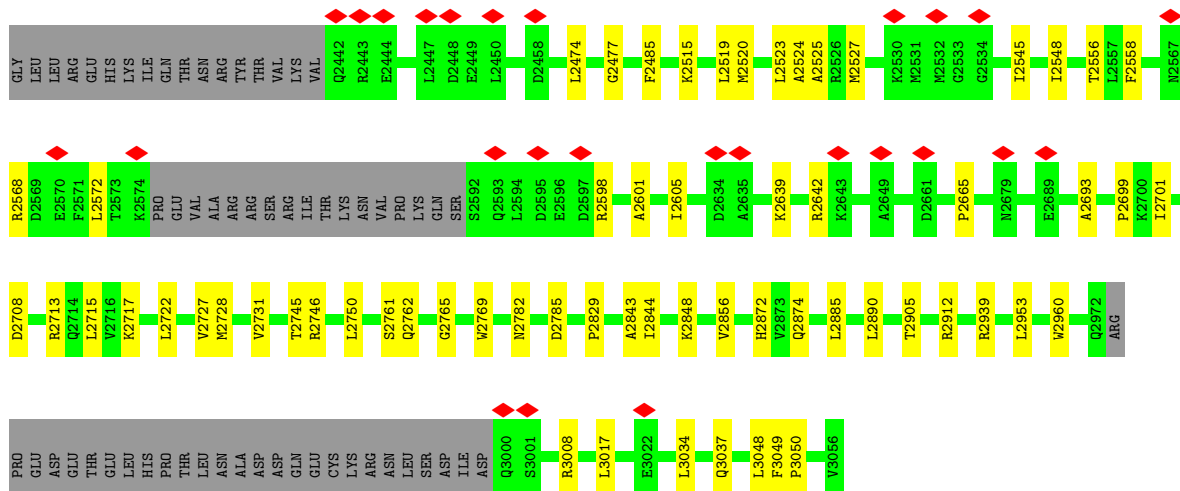 GLY LEU LEU ARG GLU HIS LYS ILE GLN THR ASN ARG TYR THR VAL LYS VAL Q2442 R2443 E2444 L2447 D2448 E2449 L2450 D2458 L2474 G2477 F2485 K2515 L2519 M2520 L2523 A2524 A2525 R2526 M2527 K2530 M2531 M2532 G2533 G2534 I2545 I2548 T2556 L2557 F2558 N2567
R2568 D2569 E2570 F2571 L2572 T2573 K2574 PRO GLU VAL ALA ARG ARG SER ARG ILE THR LYS ASN VAL PRO LYS GLN SER S2592 Q2593 L2594 D2595 E2596 D2597 R2598 A2601 I2605 D2634 A2635 K2639 R2642 K2643 A2649 D2661 P2665 N2679 E2689 A2693 P2699 K2700 I2701
D2708 R2713 Q2714 L2715 V2716 K2717 L2722 V2727 M2728 V2731 T2745 R2746 L2750 S2761 Q2762 G2765 W2769 N2782 D2785 P2829 A2843 I2844 K2848 V2856 H2872 V2873 Q2874 L2885 L2890 T2905 R2912 R2939 L2953 W2960 Q2972 ARG
PRO GLU ASP GLU THR GLU LEU HIS PRO THR LEU ASN ALA ASP ASP GLN GLU CYS LYS ARG ASN LEU SER ASP ILE ASP Q3000 S3001 R3008 L3017 E3022 L3034 Q3037 L3048 F3049 P3050 V3056